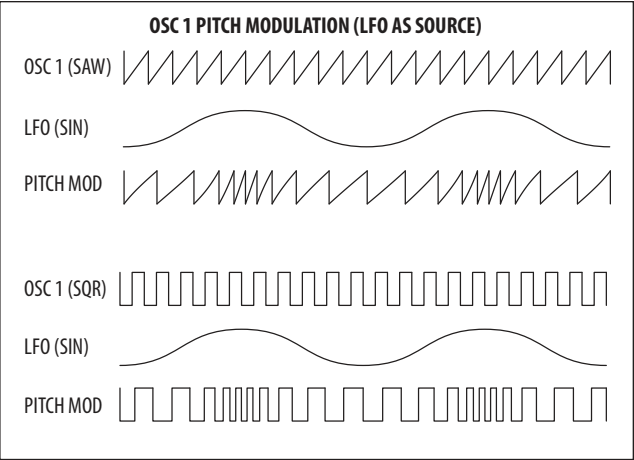 OSC 1 PITCH MODULATION (LFO AS SOURCE)
OSC 1 (SAW)
LFO (SIN)
PITCH MOD
OSC 1 (SQR)
LFO (SIN)
PITCH MOD